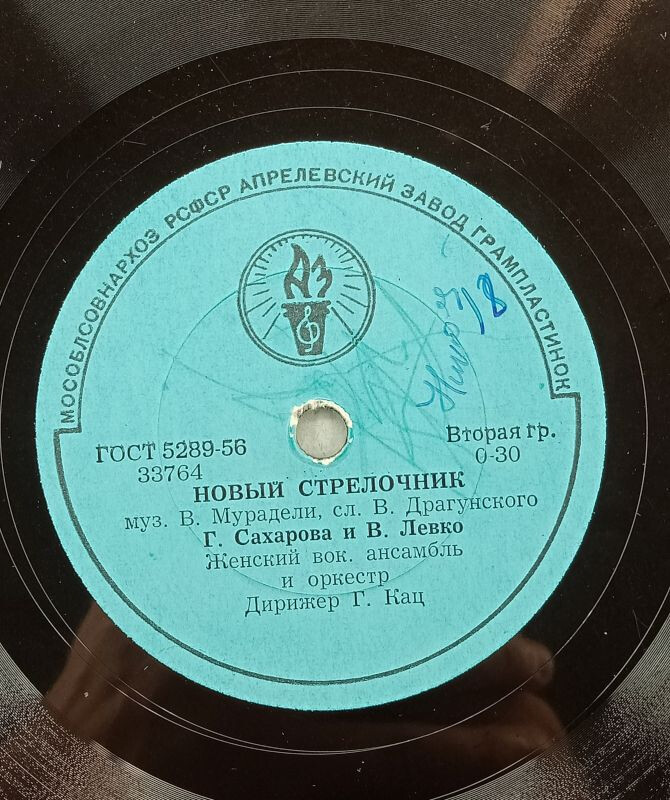 МОСОБЛСОВНАРХОЗ РСФСР АПРЕЛЕВСКИЙ ЗАВОД ГРАМПЛАСТИНОК
АЗ
18
ГОСТ 5289-56
33764
Вторая гр.
0-30
НОВЫЙ СТРЕЛОЧНИК
муз. В. Мурадели, сл. В. Драгунского
Г. Сахарова и В. Левко
Женский вок. ансамбль
и оркестр
Дирижер Г. Кац